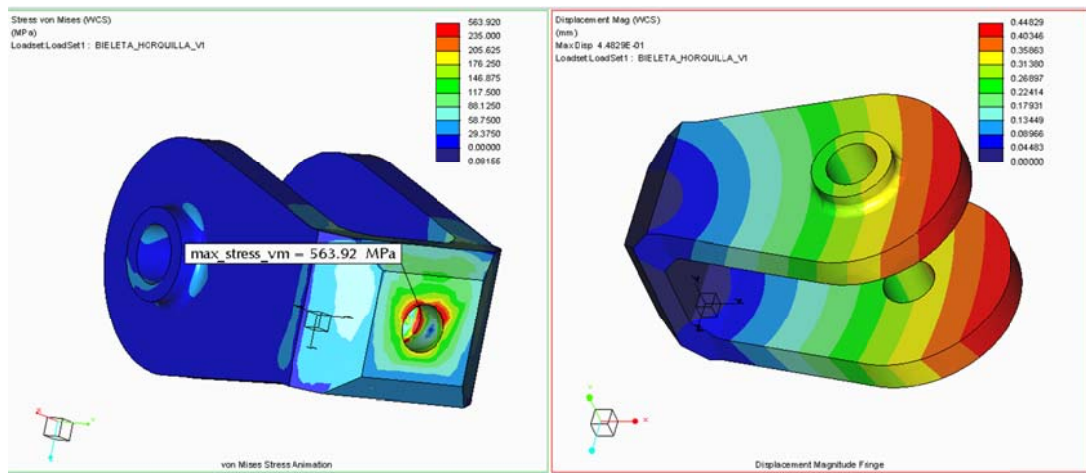 Stress von Mises (WCS)
(MPa)
Loadset:LoadSet1 : BIELETA_HORQUILLA_V1
563.920
235.000
205.625
176.250
146.875
117.500
88.1250
58.7500
29.3750
0.00000
0.08166
max_stress_vm = 563.92 MPa
von Mises Stress Animation
Displacement Mag (WCS)
(mm)
Max Disp 4.4829E-01
Loadset:LoadSet1 : BIELETA_HORQUILLA_V1
0.44829
0.40346
0.35863
0.31380
0.26897
0.22414
0.17931
0.13449
0.08966
0.04483
0.00000
Displacement Magnitude Fringe